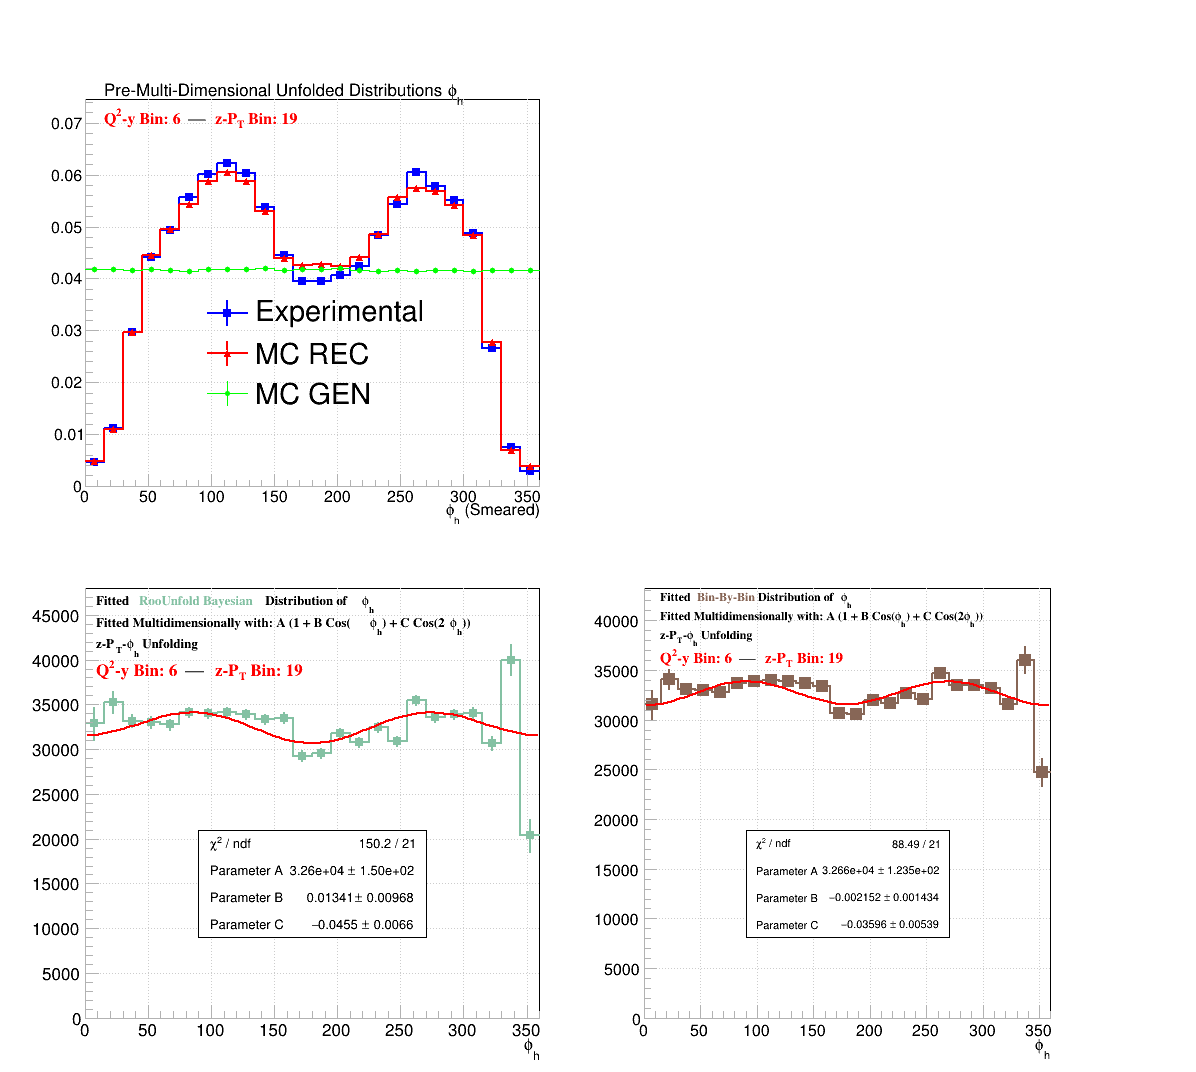 Pre-Multi-Dimensional Unfolded Distributions ϕh
Q2-y Bin: 6 — z-PT Bin: 19
0.07
0.06
0.05
0.04
0.03
0.02
0.01
0
Experimental
MC REC
MC GEN
0 50 100 150 200 250 300 350
ϕh (Smeared)
Fitted RooUnfold Bayesian Distribution of ϕh
Fitted Multidimensionally with: A (1 + B Cos( ϕh) + C Cos(2 ϕh))
z-PT-ϕh Unfolding
Q2-y Bin: 6 — z-PT Bin: 19
45000
40000
35000
30000
25000
20000
15000
10000
5000
0
χ2 / ndf 150.2 / 21
Parameter A 3.26e+04 ± 1.50e+02
Parameter B 0.01341± 0.00968
Parameter C −0.0455 ± 0.0066
0 50 100 150 200 250 300 350
ϕh
Fitted Bin-By-Bin Distribution of ϕh
Fitted Multidimensionally with: A (1 + B Cos(ϕh) + C Cos(2ϕh))
z-PT-ϕh Unfolding
Q2-y Bin: 6 — z-PT Bin: 19
40000
35000
30000
25000
20000
15000
10000
5000
0
χ2 / ndf 88.49 / 21
Parameter A 3.266e+04 ± 1.235e+02
Parameter B −0.002152 ± 0.001434
Parameter C −0.03596 ± 0.00539
0 50 100 150 200 250 300 350
ϕh